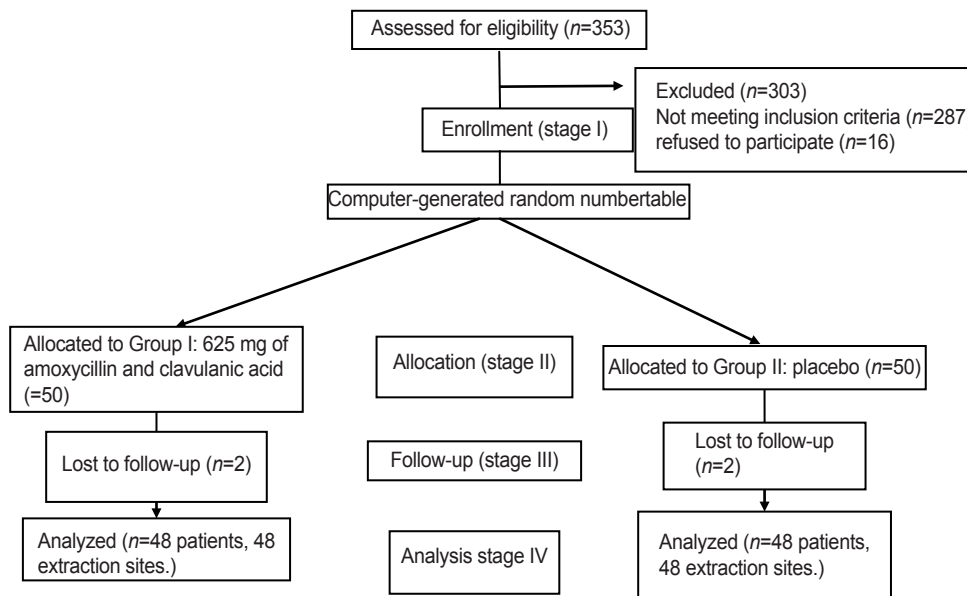 Assessed for eligibility (n=353)
Excluded (n=303)
Not meeting inclusion criteria (n=287
refused to participate (n=16)
Enrollment (stage I)
Computer-generated random numbertable
Allocated to Group I: 625 mg of
amoxycillin and clavulanic acid
(=50)
Allocation (stage II)
Allocated to Group II: placebo (n=50)
Lost to follow-up (n=2)
Follow-up (stage III)
Lost to follow-up
(n=2)
Analyzed (n=48 patients, 48
extraction sites.)
Analysis stage IV
Analyzed (n=48 patients,
48 extraction sites.)